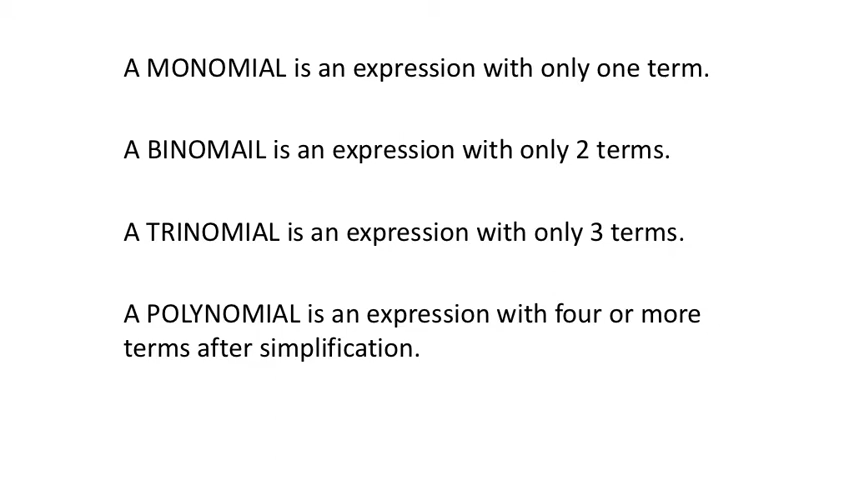 A MONOMIAL is an expression with only one term.
A BINOMAIL is an expression with only 2 terms.
A TRINOMIAL is an expression with only 3 terms.
A POLYNOMIAL is an expression with four or more
terms after simplification.